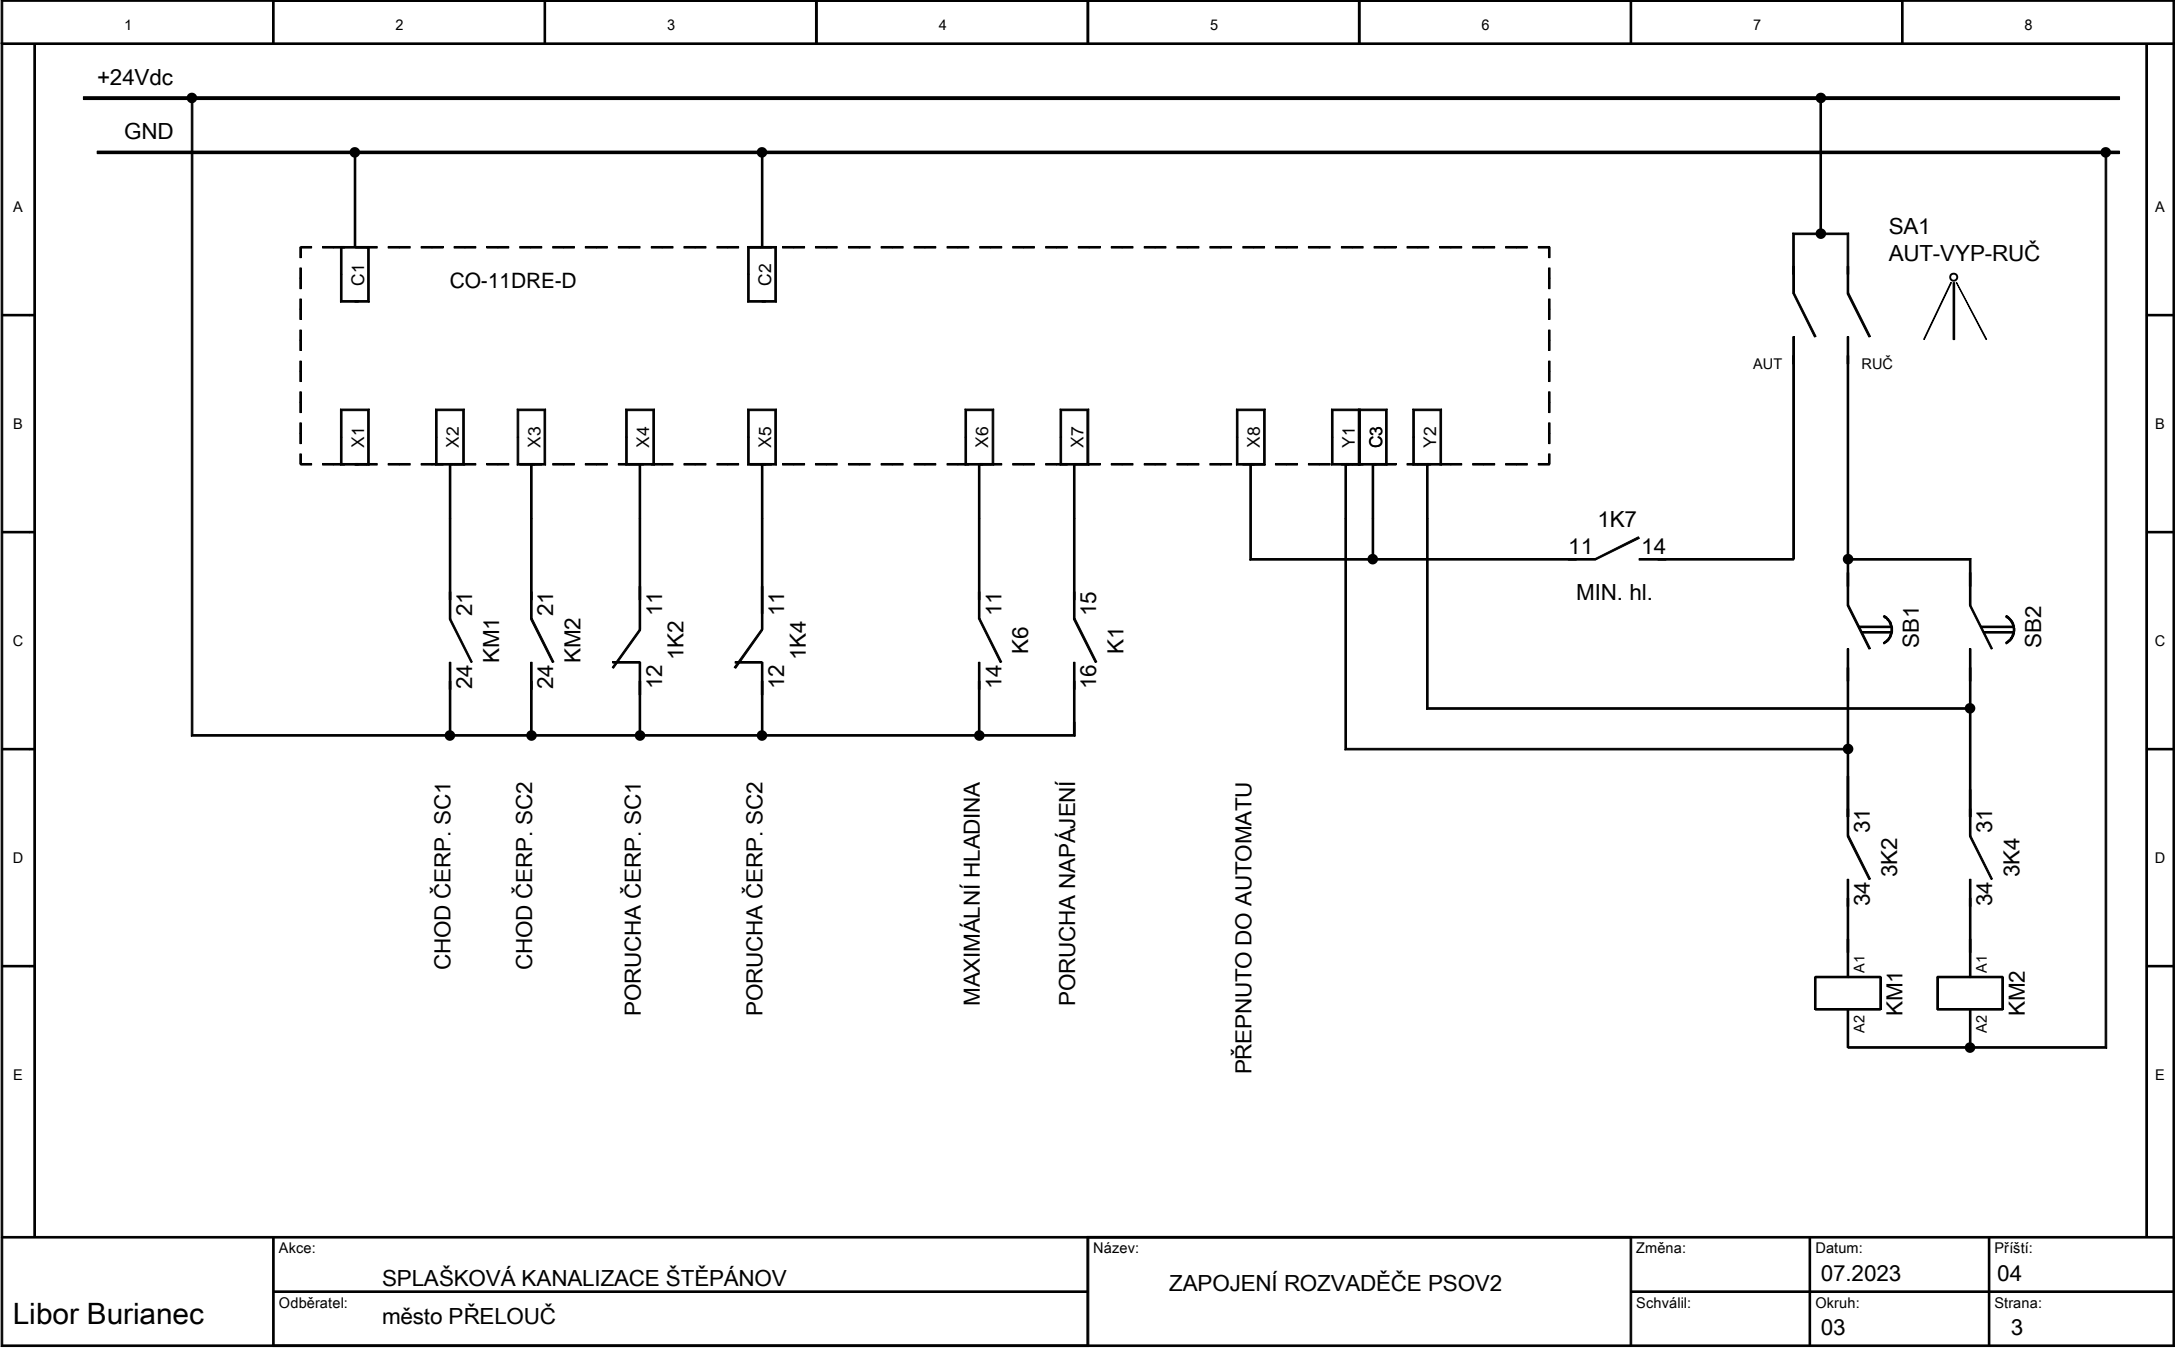 1 2 3 4 5 6 7 8
+24Vdc
GND
A A
SA1
AUT-VYP-RUČ
C1 CO-11DRE-D C2
AUT RUČ
B B
X1 X2 X3 X4 X5 X6 X7 X8 Y1 C3 Y2
1K7
11 14
MIN. hl.
21 21 11 11 11 15
KM1 KM2 1K2 1K4 K6 K1 SB1 SB2
C C
24 24 12 12 14 16
CHOD ČERP. SC1
CHOD ČERP. SC2
PORUCHA ČERP. SC1
PORUCHA ČERP. SC2
MAXIMÁLNÍ HLADINA
PORUCHA NAPÁJENÍ
PŘEPNUTO DO AUTOMATU
31 31
3K2 3K4
D D
34 34
A1 A1
KM1 KM2
A2 A2
E E
Libor Burianec
Akce:
SPLAŠKOVÁ KANALIZACE ŠTĚPÁNOV
Odběratel:
město PŘELOUČ
Název:
ZAPOJENÍ ROZVADĚČE PSOV2
Změna:
Schválil:
Datum:
07.2023
Okruh:
03
Příští:
04
Strana:
3